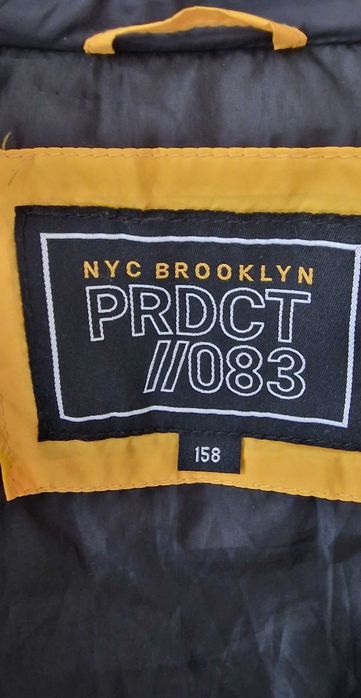 NYC BROOKLYN
PRDCT
//083
158